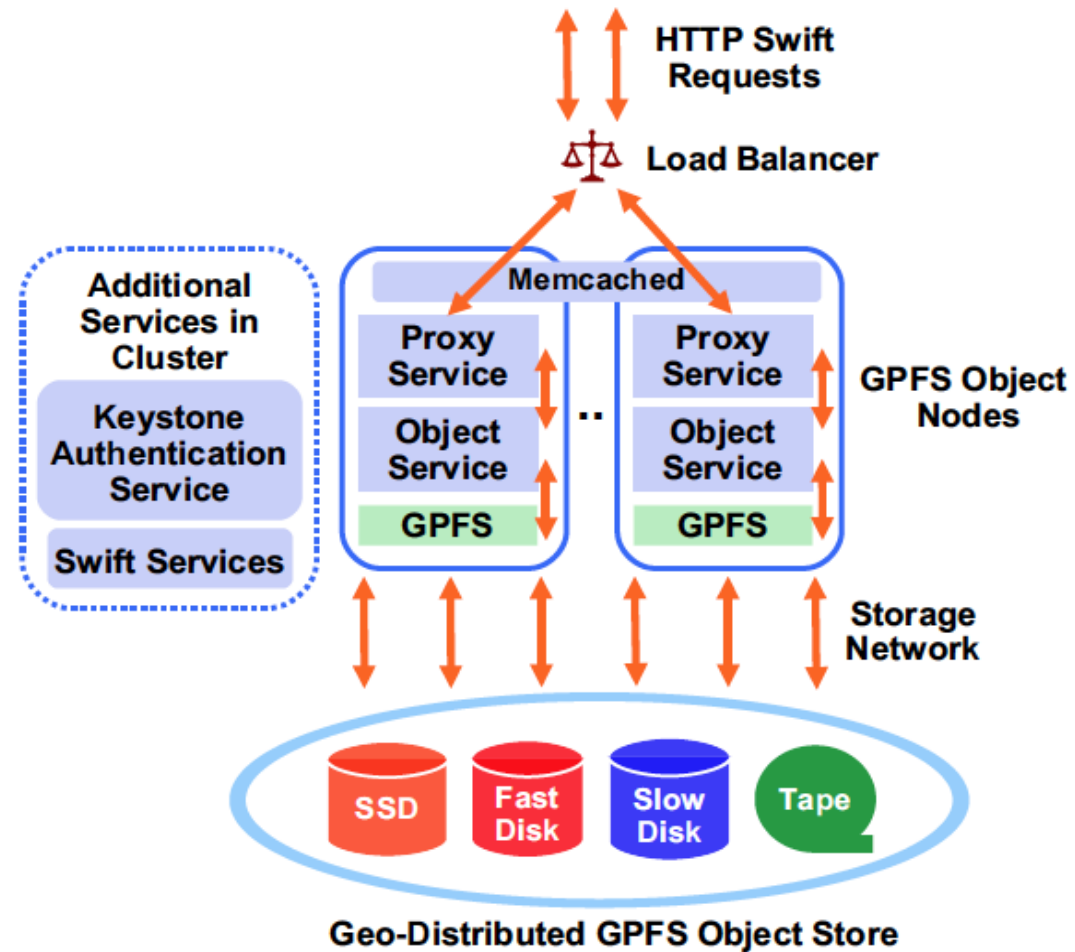 HTTP Swift
Requests
Load Balancer
Additional
Services in
Cluster
Keystone
Authentication
Service
Swift Services
Memcached
Proxy
Service
Object
Service
GPFS
..
Proxy
Service
Object
Service
GPFS
GPFS Object
Nodes
Storage
Network
SSD
Fast
Disk
Slow
Disk
Tape
Geo-Distributed GPFS Object Store